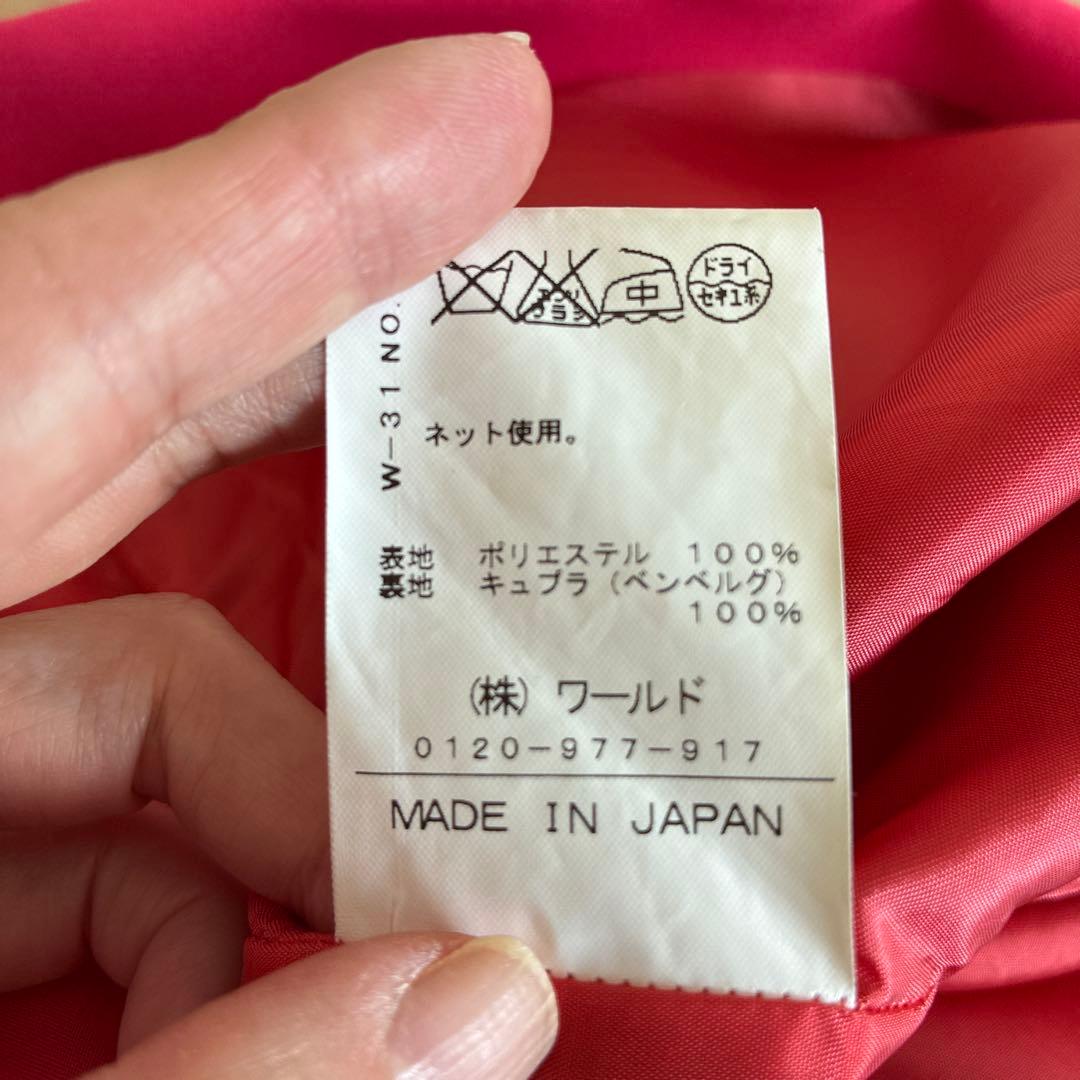 W-31 NO.
中
ドライ
セキユ系
ネット使用。
表地 ポリエステル 100%
裏地 キュプラ(ベンベルグ)
100%
(株) ワールド
0120-977-917
MADE IN JAPAN